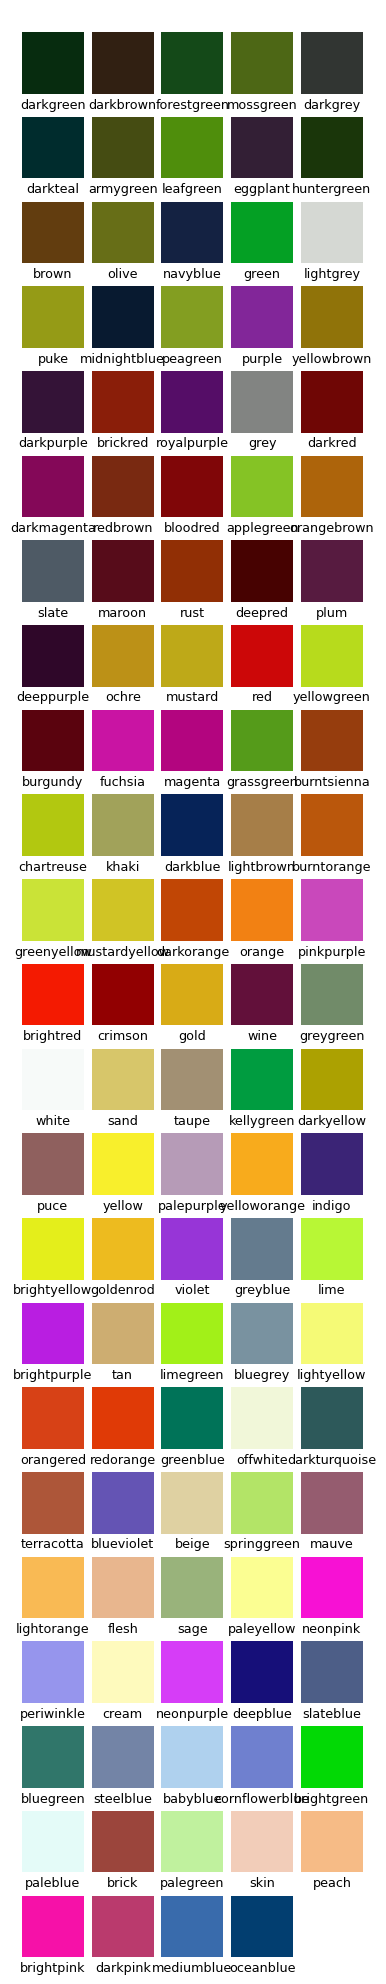 darkgreen darkbrown forestgreen mossgreen darkgrey
darkteal armygreen leafgreen eggplant huntergreen
brown olive navyblue green lightgrey
puke midnightblue peagreen purple yellowbrown
darkpurple brickred royalpurple grey darkred
darkmagenta redbrown bloodred applegreen orangebrown
slate maroon rust deepred plum
deeppurple ochre mustard red yellowgreen
burgundy fuchsia magenta grassgreen burntsienna
chartreuse khaki darkblue lightbrown burntorange
greenyellow mustardyellow darkorange orange pinkpurple
brightred crimson gold wine greygreen
white sand taupe kellygreen darkyellow
puce yellow palepurple yelloworange indigo
brightyellow goldenrod violet greyblue lime
brightpurple tan limegreen bluegrey lightyellow
orangered redorange greenblue offwhite darkturquoise
terracotta blueviolet beige springgreen mauve
lightorange flesh sage paleyellow neonpink
periwinkle cream neonpurple deepblue slateblue
bluegreen steelblue babyblue cornflowerblue brightgreen
paleblue brick palegreen skin peach
brightpink darkpink mediumblue oceanblue